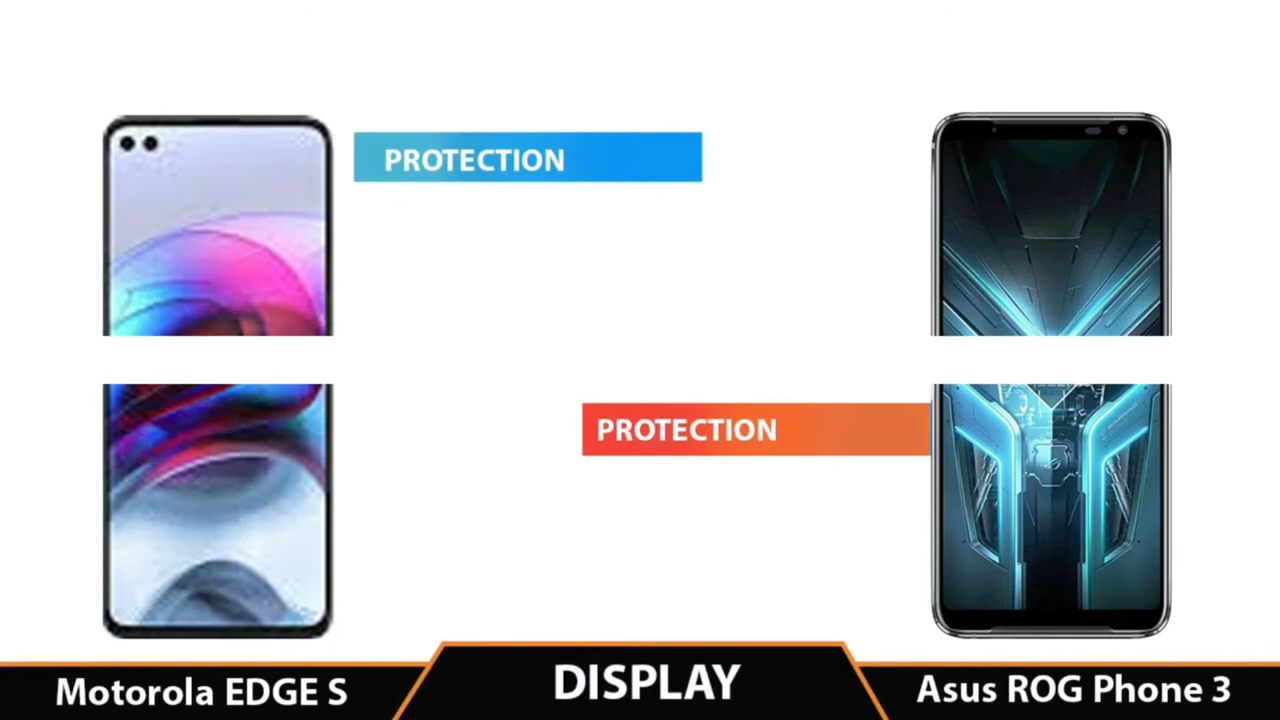 PROTECTION
PROTECTION
Motorola EDGE S
DISPLAY
Asus ROG Phone 3